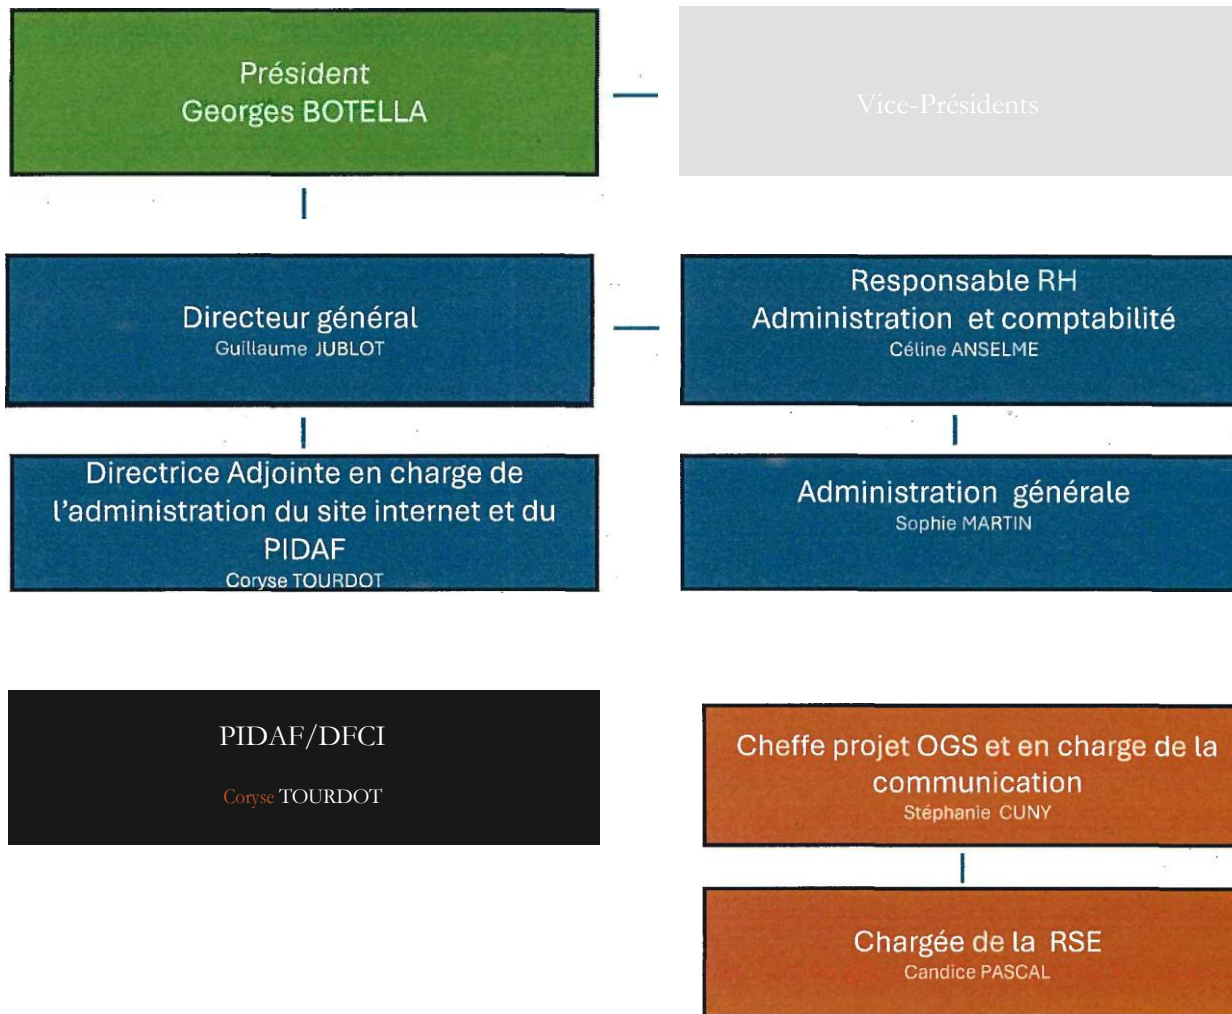 Président
Georges BOTELLA
Vice-Présidents
Directeur général
Guillaume JUBLOT
Responsable RH
Administration et comptabilité
Céline ANSELME
Directrice Adjointe en charge de
l'administration du site internet et du
PIDAF
Coryse TOURDOT
Administration générale
Sophie MARTIN
PIDAF/DFCI
Coryse TOURDOT
Cheffe projet OGS et en charge de la
communication
Stéphanie CUNY
Chargée de la RSE
Candice PASCAL